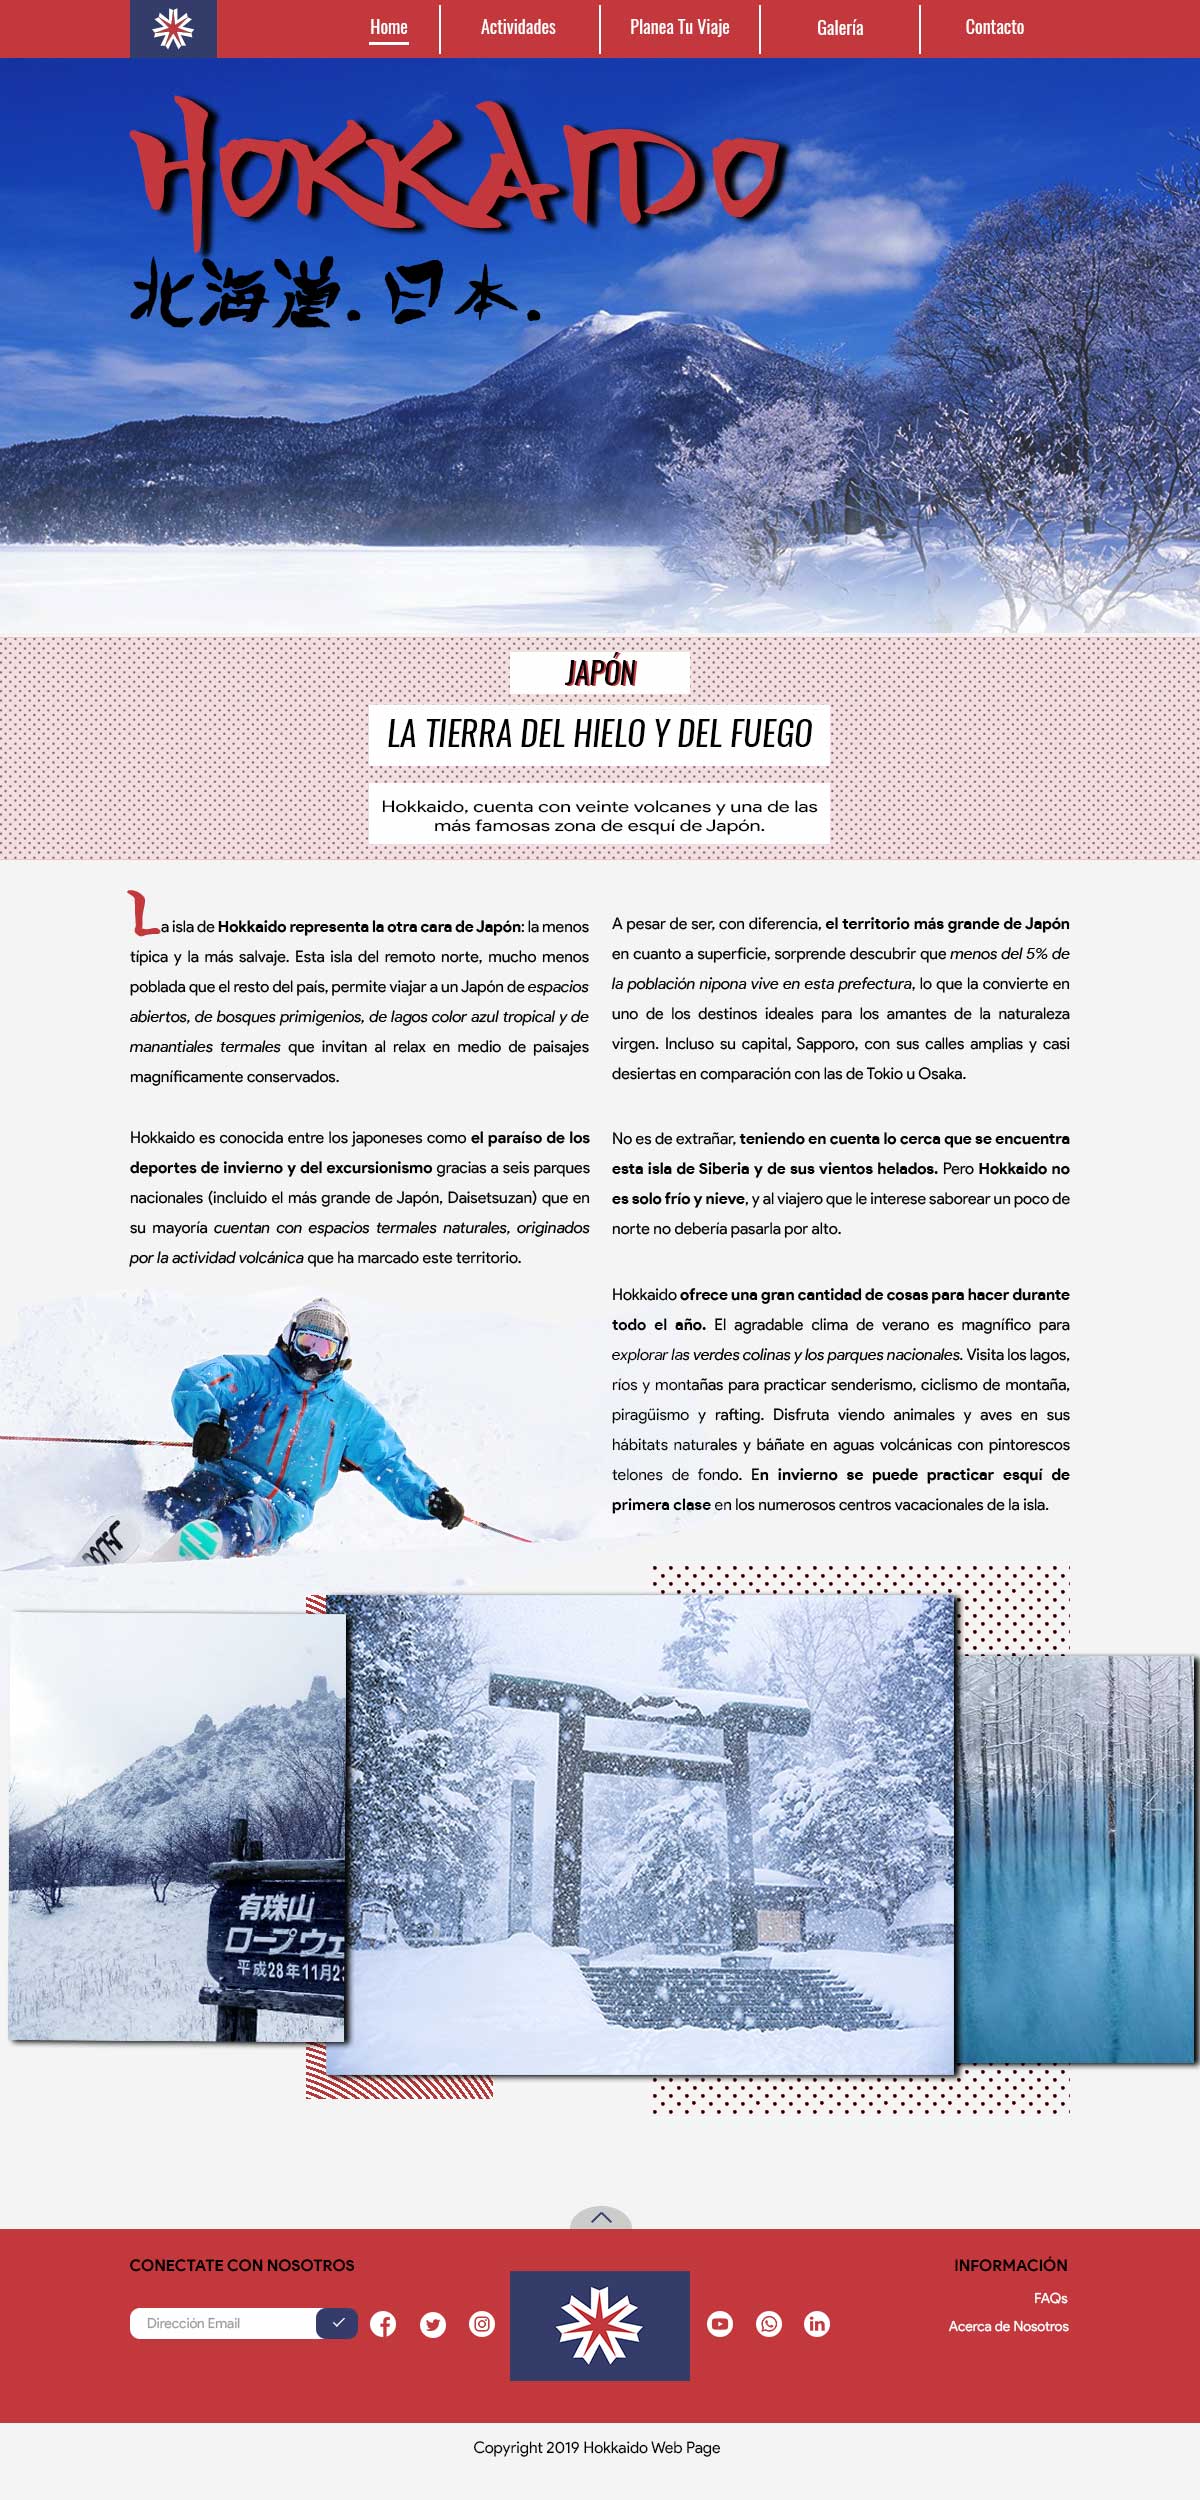 Home
Actividades
Planea Tu Viaje
Galería
Contacto
HOKKAIDO
北海道.日本.
JAPÓN
LA TIERRA DEL HIELO Y DEL FUEGO
Hokkaido, cuenta con veinte volcanes y una de las
más famosas zona de esquí de Japón.
La isla de Hokkaido representa la otra cara de Japón: la menos
típica y la más salvaje. Esta isla del remoto norte, mucho menos
poblada que el resto del país, permite viajar a un Japón de espacios
abiertos, de bosques primigenios, de lagos color azul tropical y de
manantiales termales que invitan al relax en medio de paisajes
magníficamente conservados.
Hokkaido es conocida entre los japoneses como el paraíso de los
deportes de invierno y del excursionismo gracias a seis parques
nacionales (incluido el más grande de Japón, Daisetsuzan) que en
su mayoría cuentan con espacios termales naturales, originados
por la actividad volcánica que ha marcado este territorio.
A pesar de ser, con diferencia, el territorio más grande de Japón
en cuanto a superficie, sorprende descubrir que menos del 5% de
la población nipona vive en esta prefectura, lo que la convierte en
uno de los destinos ideales para los amantes de la naturaleza
virgen. Incluso su capital, Sapporo, con sus calles amplias y casi
desiertas en comparación con las de Tokio u Osaka.
No es de extrañar, teniendo en cuenta lo cerca que se encuentra
esta isla de Siberia y de sus vientos helados. Pero Hokkaido no
es solo frío y nieve, y al viajero que le interese saborear un poco de
norte no debería pasarla por alto.
Hokkaido ofrece una gran cantidad de cosas para hacer durante
todo el año. El agradable clima de verano es magnífico para
explorar las verdes colinas y los parques nacionales. Visita los lagos,
ríos y montañas para practicar senderismo, ciclismo de montaña,
piragüismo y rafting. Disfruta viendo animales y aves en sus
hábitats naturales y báñate en aguas volcánicas con pintorescos
telones de fondo. En invierno se puede practicar esquí de
primera clase en los numerosos centros vacacionales de la isla.
有珠山
ロープウェ
平成28年11月23
CONECTATE CON NOSOTROS
Dirección Email
INFORMACIÓN
FAQs
Acerca de Nosotros
Copyright 2019 Hokkaido Web Page